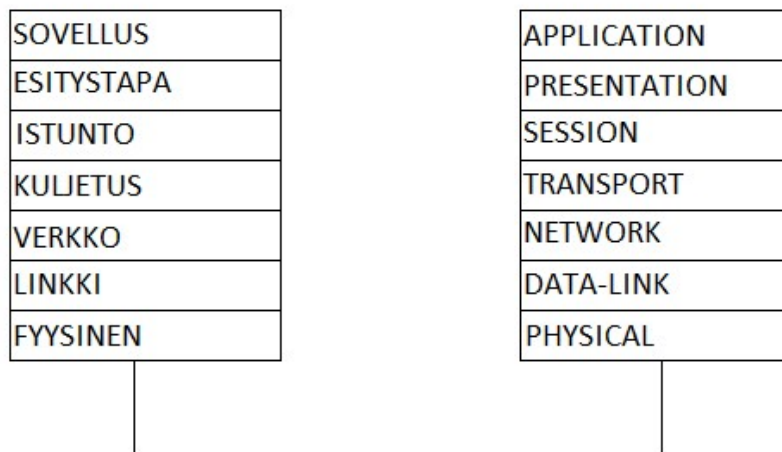 SOVELLUS
ESITYSTAPA
ISTUNTO
KULJETUS
VERKKO
LINKKI
FYYSINEN
APPLICATION
PRESENTATION
SESSION
TRANSPORT
NETWORK
DATA-LINK
PHYSICAL